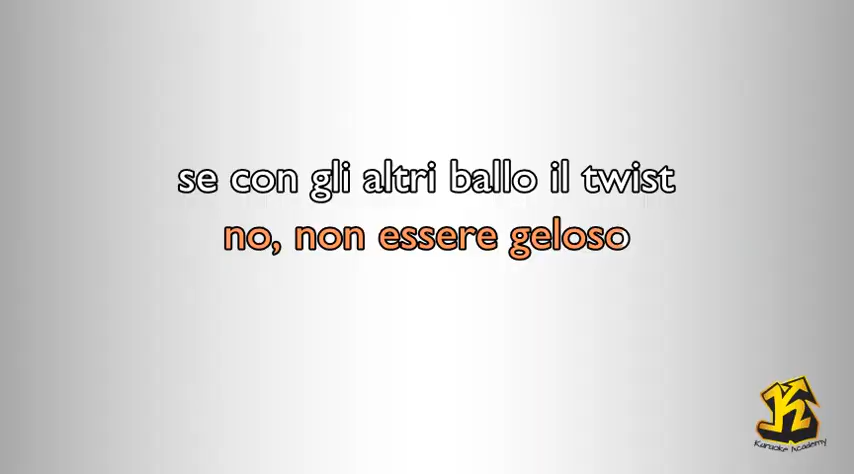 se con gli altri ballo il twist
no, non essere geloso
K
Karaoke Academy